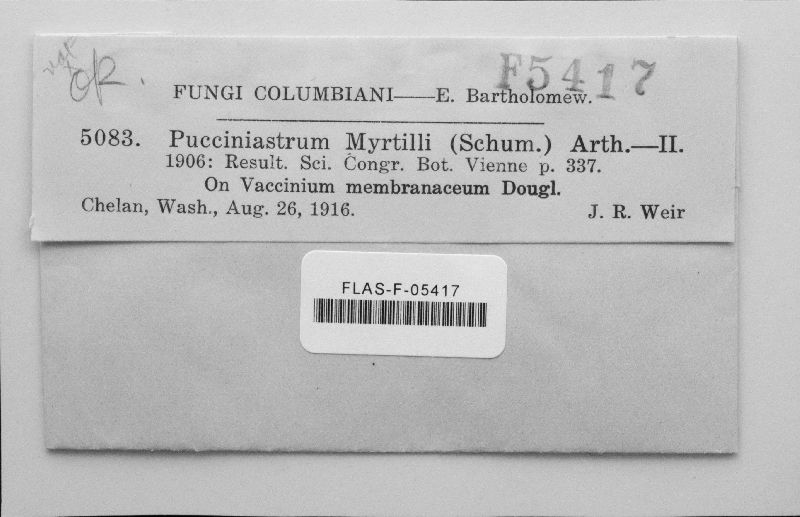 F5417
FUNGI COLUMBIANI——E. Bartholomew.
5083. Pucciniastrum Myrtilli (Schum.) Arth.—II.
1906: Result. Sci. Congr. Bot. Vienne p. 337.
On Vaccinium membranaceum Dougl.
Chelan, Wash., Aug. 26, 1916. J. R. Weir
FLAS-F-05417